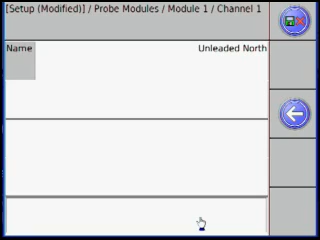 [Setup (Modified)] / Probe Modules / Module 1 / Channel 1
Name
Unleaded North